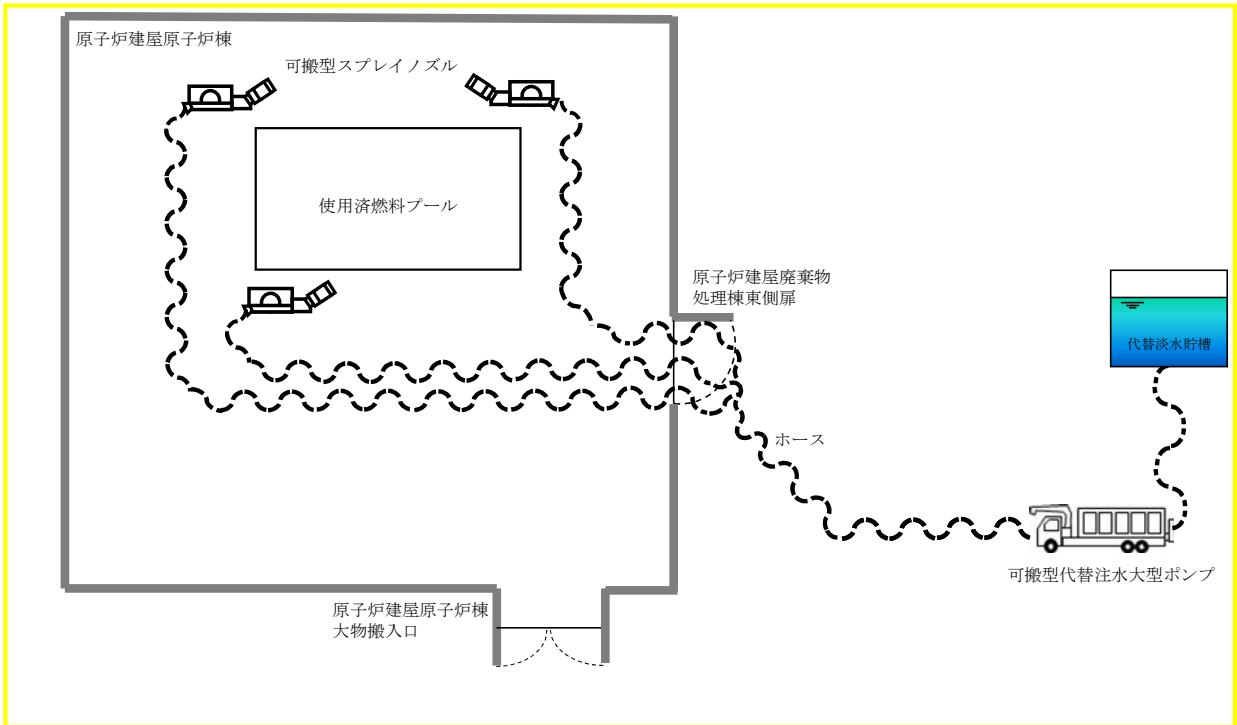 原子炉建屋原子炉棟
可搬型スプレイノズル
使用済燃料プール
原子炉建屋廃棄物
処理棟東側扉
代替淡水貯槽
ホース
可搬型代替注水大型ポンプ
原子炉建屋原子炉棟
大物搬入口